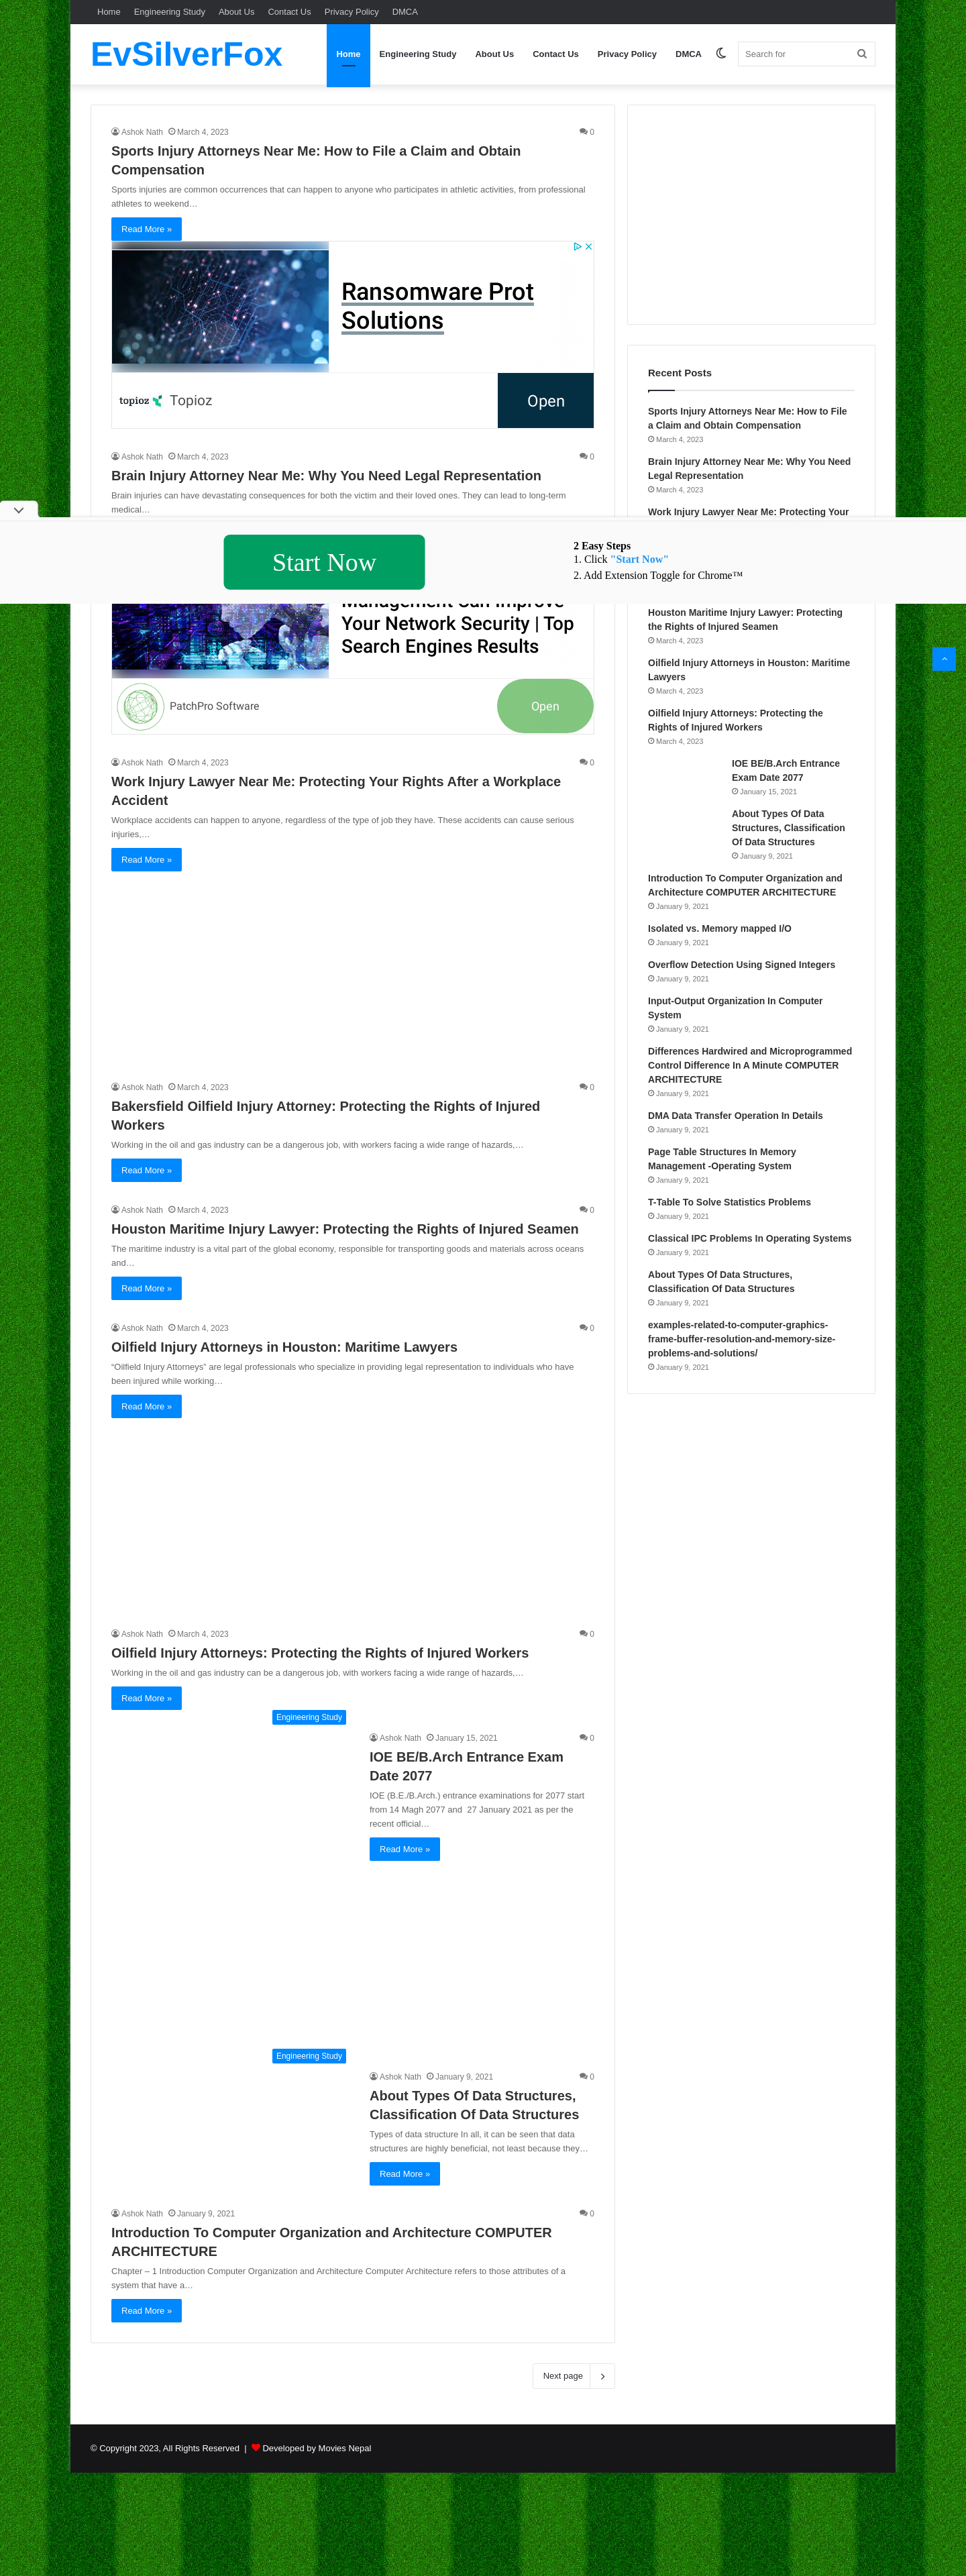 Home Engineering Study About Us Contact Us Privacy Policy DMCA
EvSilverFox
Home Engineering Study About Us Contact Us Privacy Policy DMCA Search for
Ashok Nath March 4, 2023 0
Sports Injury Attorneys Near Me: How to File a Claim and Obtain
Compensation
Sports injuries are common occurrences that can happen to anyone who participates in athletic activities, from professional
athletes to weekend…
Read More »
Ransomware Prot
Solutions
topioz Topioz
Open
Ashok Nath March 4, 2023 0
Brain Injury Attorney Near Me: Why You Need Legal Representation
Brain injuries can have devastating consequences for both the victim and their loved ones. They can lead to long-term
medical…
Start Now
2 Easy Steps
1. Click "Start Now"
2. Add Extension Toggle for Chrome™
Management Can Improve
Your Network Security | Top
Search Engines Results
PatchPro Software
Open
Ashok Nath March 4, 2023 0
Work Injury Lawyer Near Me: Protecting Your Rights After a Workplace
Accident
Workplace accidents can happen to anyone, regardless of the type of job they have. These accidents can cause serious
injuries,…
Read More »
Ashok Nath March 4, 2023 0
Bakersfield Oilfield Injury Attorney: Protecting the Rights of Injured
Workers
Working in the oil and gas industry can be a dangerous job, with workers facing a wide range of hazards,…
Read More »
Ashok Nath March 4, 2023 0
Houston Maritime Injury Lawyer: Protecting the Rights of Injured Seamen
The maritime industry is a vital part of the global economy, responsible for transporting goods and materials across oceans
and…
Read More »
Ashok Nath March 4, 2023 0
Oilfield Injury Attorneys in Houston: Maritime Lawyers
“Oilfield Injury Attorneys” are legal professionals who specialize in providing legal representation to individuals who have
been injured while working…
Read More »
Ashok Nath March 4, 2023 0
Oilfield Injury Attorneys: Protecting the Rights of Injured Workers
Working in the oil and gas industry can be a dangerous job, with workers facing a wide range of hazards,…
Read More »
Engineering Study
Ashok Nath January 15, 2021 0
IOE BE/B.Arch Entrance Exam
Date 2077
IOE (B.E./B.Arch.) entrance examinations for 2077 start
from 14 Magh 2077 and 27 January 2021 as per the
recent official…
Read More »
Engineering Study
Ashok Nath January 9, 2021 0
About Types Of Data Structures,
Classification Of Data Structures
Types of data structure In all, it can be seen that data
structures are highly beneficial, not least because they…
Read More »
Ashok Nath January 9, 2021 0
Introduction To Computer Organization and Architecture COMPUTER
ARCHITECTURE
Chapter – 1 Introduction Computer Organization and Architecture Computer Architecture refers to those attributes of a
system that have a…
Read More »
Next page
Recent Posts
Sports Injury Attorneys Near Me: How to File
a Claim and Obtain Compensation
March 4, 2023
Brain Injury Attorney Near Me: Why You Need
Legal Representation
March 4, 2023
Work Injury Lawyer Near Me: Protecting Your
Houston Maritime Injury Lawyer: Protecting
the Rights of Injured Seamen
March 4, 2023
Oilfield Injury Attorneys in Houston: Maritime
Lawyers
March 4, 2023
Oilfield Injury Attorneys: Protecting the
Rights of Injured Workers
March 4, 2023
IOE BE/B.Arch Entrance
Exam Date 2077
January 15, 2021
About Types Of Data
Structures, Classification
Of Data Structures
January 9, 2021
Introduction To Computer Organization and
Architecture COMPUTER ARCHITECTURE
January 9, 2021
Isolated vs. Memory mapped I/O
January 9, 2021
Overflow Detection Using Signed Integers
January 9, 2021
Input-Output Organization In Computer
System
January 9, 2021
Differences Hardwired and Microprogrammed
Control Difference In A Minute COMPUTER
ARCHITECTURE
January 9, 2021
DMA Data Transfer Operation In Details
January 9, 2021
Page Table Structures In Memory
Management -Operating System
January 9, 2021
T-Table To Solve Statistics Problems
January 9, 2021
Classical IPC Problems In Operating Systems
January 9, 2021
About Types Of Data Structures,
Classification Of Data Structures
January 9, 2021
examples-related-to-computer-graphics-
frame-buffer-resolution-and-memory-size-
problems-and-solutions/
January 9, 2021
© Copyright 2023, All Rights Reserved | Developed by Movies Nepal